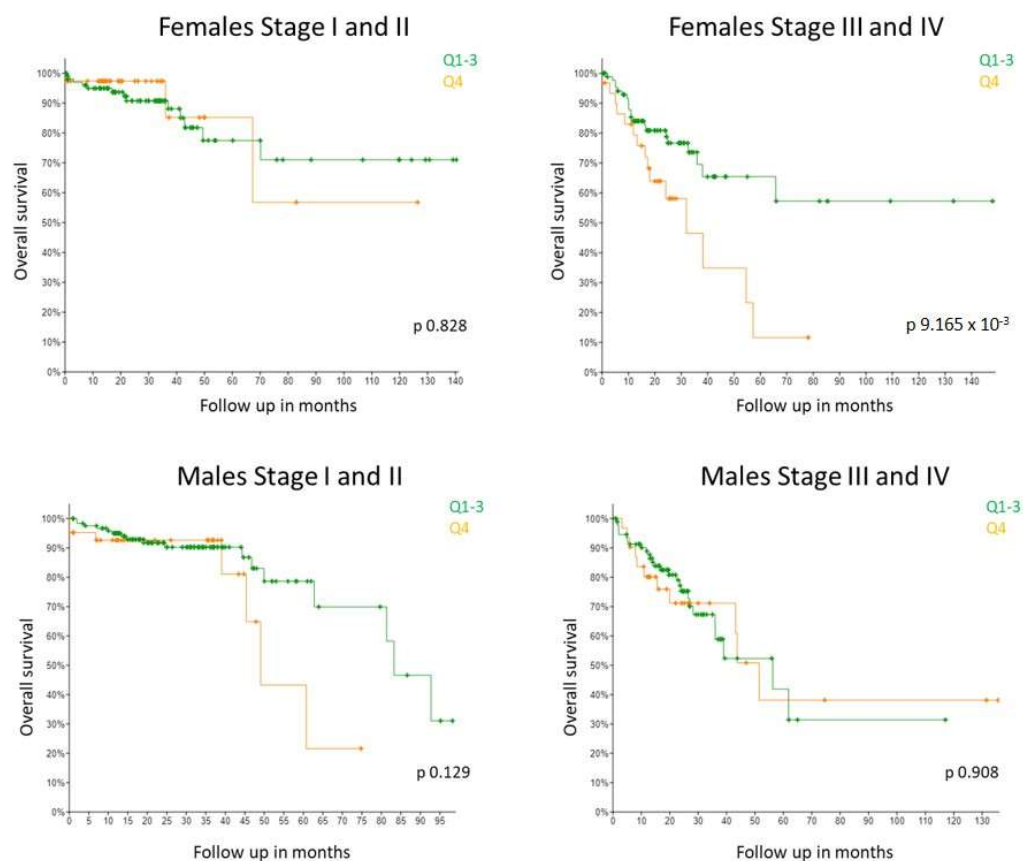 Females Stage I and II
Q1-3
Q4
100%
90%
80%
70%
60%
50%
40%
30%
20%
10%
0%
Overall survival
0 10 20 30 40 50 60 70 80 90 100 110 120 130 140
p 0.828
Follow up in months
Females Stage III and IV
Q1-3
Q4
100%
90%
80%
70%
60%
50%
40%
30%
20%
10%
0%
Overall survival
0 10 20 30 40 50 60 70 80 90 100 110 120 130 140
p 9.165 x 10⁻³
Follow up in months
Males Stage I and II
Q1-3
Q4
100%
90%
80%
70%
60%
50%
40%
30%
20%
10%
0%
Overall survival
0 5 10 15 20 25 30 35 40 45 50 55 60 65 70 75 80 85 90 95
p 0.129
Follow up in months
Males Stage III and IV
Q1-3
Q4
100%
90%
80%
70%
60%
50%
40%
30%
20%
10%
0%
Overall survival
0 10 20 30 40 50 60 70 80 90 100 110 120 130
p 0.908
Follow up in months